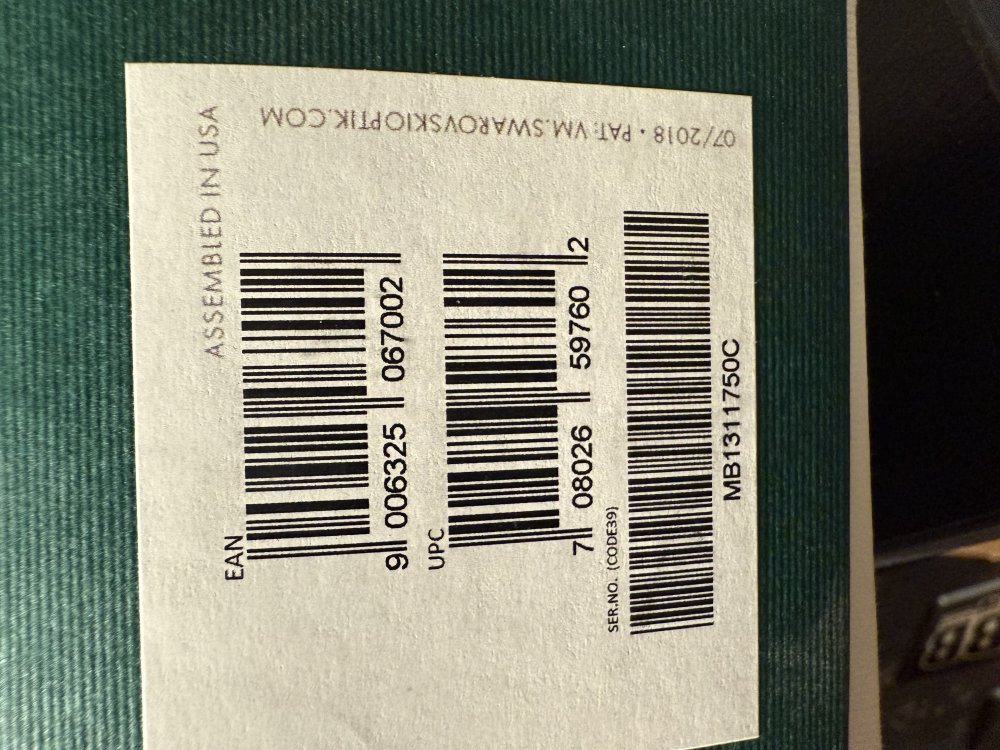 ASSEMBLED IN USA
EAN
9 006325 067002
UPC
7 08026 59760 2
SER.NO. (CODE39)
MB1311750C
07/2018 • PAT: VM.SWAROVSKIOPTIK.COM